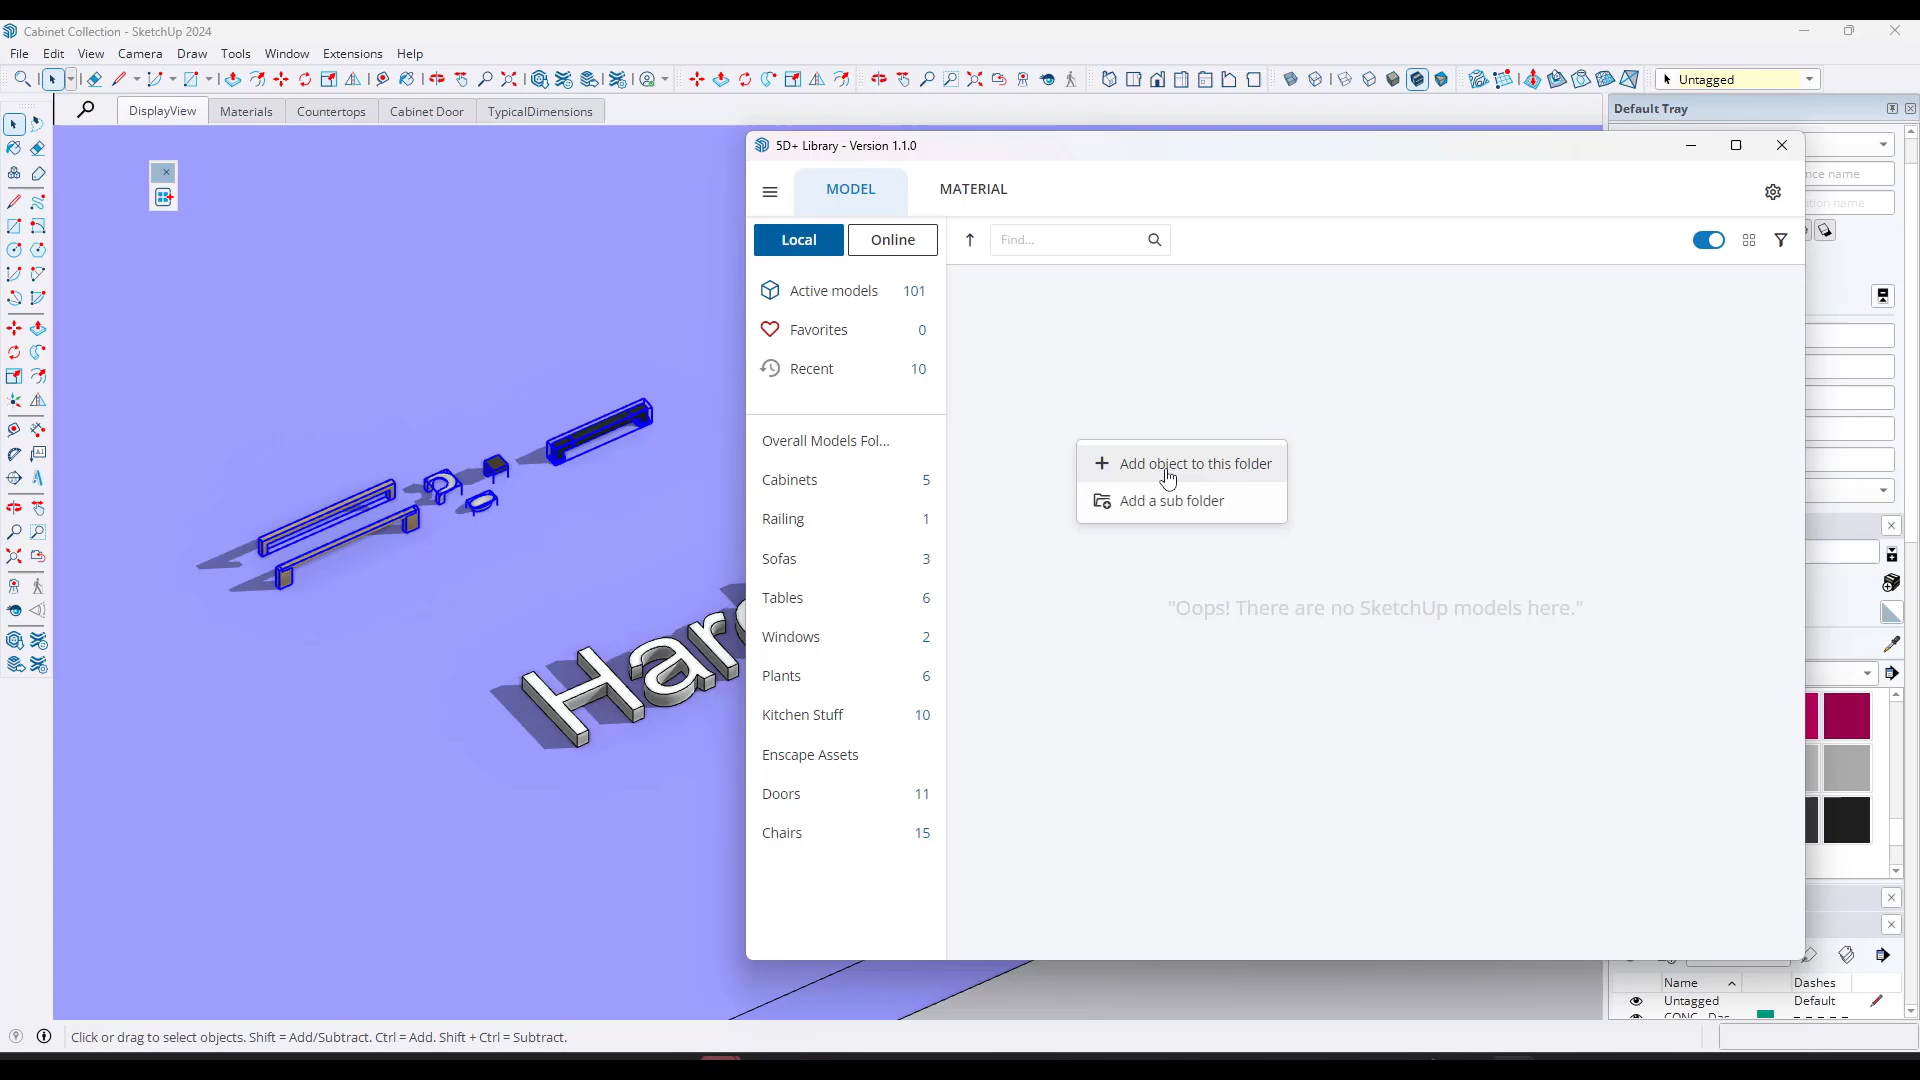 Cabinet Collection - SketchUp 2024
File Edit View Camera Draw Tools Window Extensions Help
Untagged
DisplayView Materials Countertops Cabinet Door TypicalDimensions
Default Tray
5D+ Library - Version 1.1.0
MODEL MATERIAL
Local Online
Find...
Active models 101
Favorites 0
Recent 10
Overall Models Fol...
Cabinets 5
Railing 1
Sofas 3
Tables 6
Windows 2
Plants 6
Kitchen Stuff 10
Enscape Assets
Doors 11
Chairs 15
Add object to this folder
Add a sub folder
"Oops! There are no SketchUp models here."
nce name
ition name
Har
Name Dashes
Untagged Default
Click or drag to select objects. Shift = Add/Subtract. Ctrl = Add. Shift + Ctrl = Subtract.